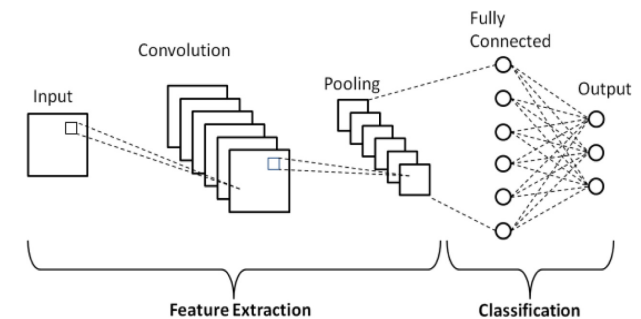 Fully
Connected
Convolution
Pooling
Input
Output
Feature Extraction
Classification